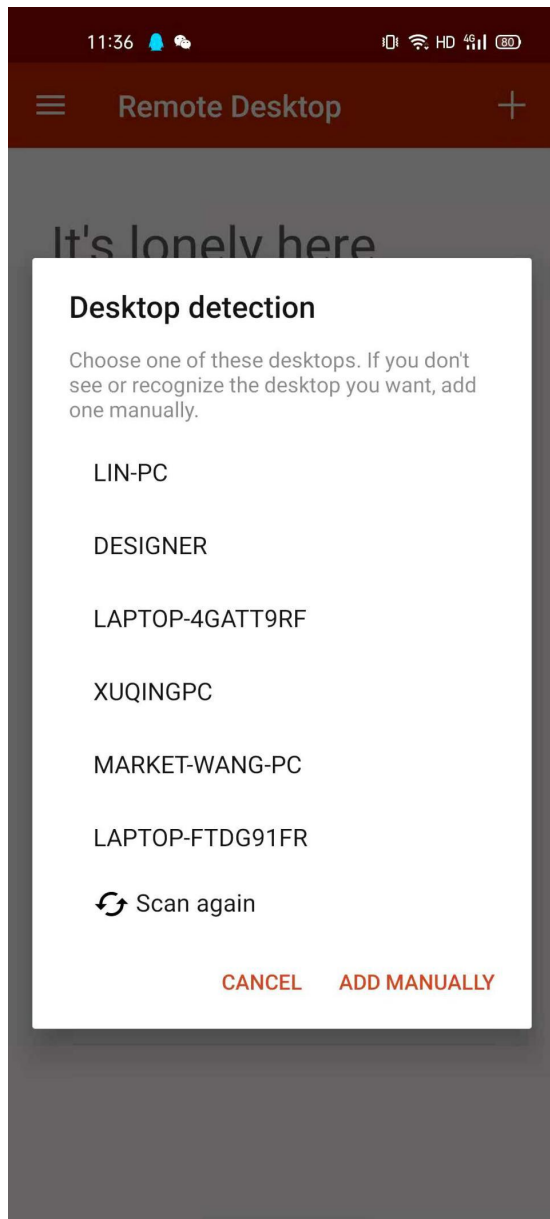 11:36 HD 4G 80
Remote Desktop
It's lonely here
Desktop detection
Choose one of these desktops. If you don't
see or recognize the desktop you want, add
one manually.
LIN-PC
DESIGNER
LAPTOP-4GATT9RF
XUQINGPC
MARKET-WANG-PC
LAPTOP-FTDG91FR
Scan again
CANCEL ADD MANUALLY